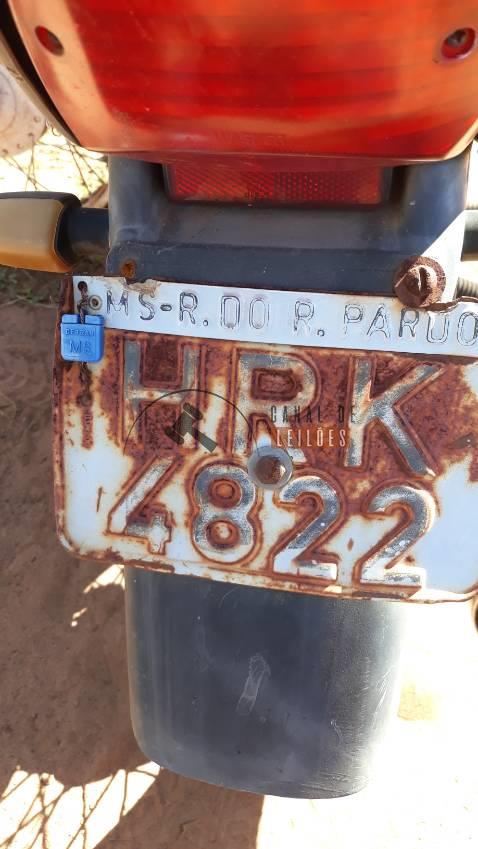 MS-R. DO R. PARDO
DETRAN
MS
HRK
CANAL DE
LEILÕES
4822